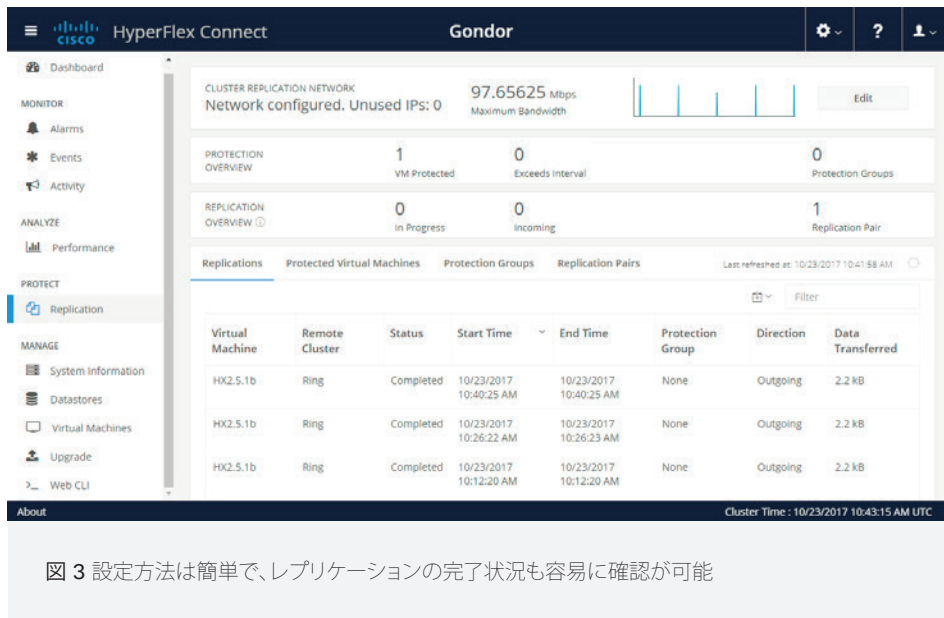 CISCO HyperFlex Connect
Gondor
?
Dashboard
MONITOR
Alarms
Events
Activity
ANALYZE
Performance
PROTECT
Replication
MANAGE
System Information
Datastores
Virtual Machines
Upgrade
>_ Web CLI
CLUSTER REPLICATION NETWORK
Network configured. Unused IPs: 0
97.65625 Mbps
Maximum Bandwidth
Edit
PROTECTION OVERVIEW
1
VM Protected
0
Exceeds Interval
0
Protection Groups
REPLICATION OVERVIEW
0
In Progress
0
Incoming
1
Replication Pair
Replications Protected Virtual Machines Protection Groups Replication Pairs Last refreshed at: 10/23/2017 10:41:58 AM
Filter
Virtual Machine Remote Cluster Status Start Time End Time Protection Group Direction Data Transferred
HX2.5.1b Ring Completed 10/23/2017 10:40:25 AM 10/23/2017 10:40:25 AM None Outgoing 2.2 kB
HX2.5.1b Ring Completed 10/23/2017 10:26:22 AM 10/23/2017 10:26:23 AM None Outgoing 2.2 kB
HX2.5.1b Ring Completed 10/23/2017 10:12:20 AM 10/23/2017 10:12:20 AM None Outgoing 2.2 kB
About
Cluster Time : 10/23/2017 10:43:15 AM UTC
図 3 設定方法は簡単で、レプリケーションの完了状況も容易に確認が可能